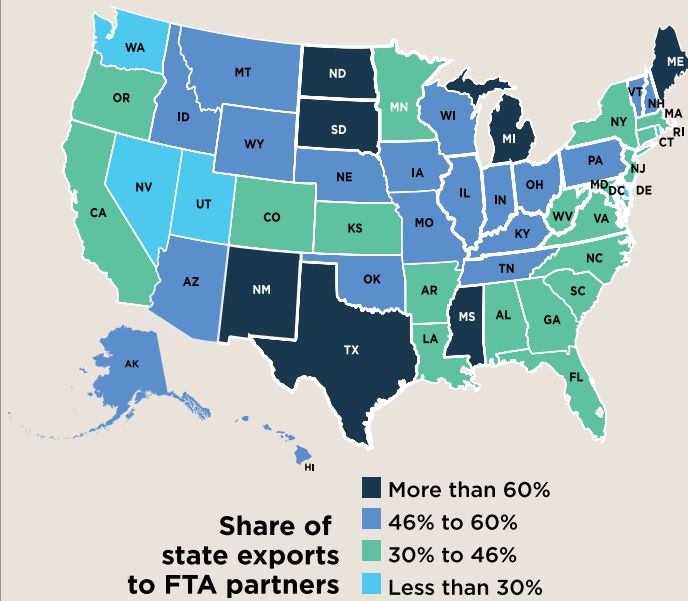 WA
MT
ND
ME
OR
ID
MN
VT
NH
SD
WI
NY
MA
RI
CT
WY
MI
IA
PA
NJ
NE
OH
NV
UT
IL
IN
MD
DC
DE
CA
CO
KS
MO
WV
VA
KY
NC
AZ
OK
TN
NM
AR
SC
MS
AL
GA
TX
LA
AK
FL
HI
More than 60%
46% to 60%
30% to 46%
Less than 30%
Share of
state exports
to FTA partners